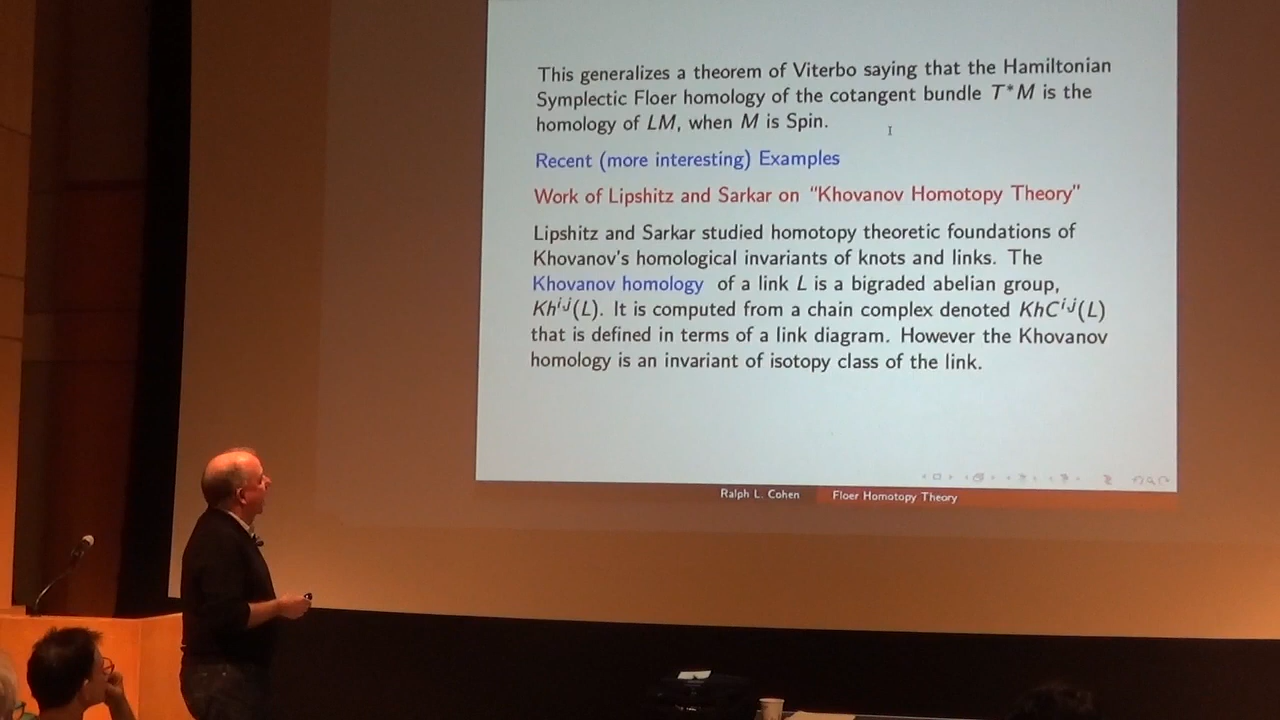 This generalizes a theorem of Viterbo saying that the Hamiltonian
Symplectic Floer homology of the cotangent bundle T*M is the
homology of LM, when M is Spin.
Recent (more interesting) Examples
Work of Lipshitz and Sarkar on "Khovanov Homotopy Theory"
Lipshitz and Sarkar studied homotopy theoretic foundations of
Khovanov's homological invariants of knots and links. The
Khovanov homology of a link L is a bigraded abelian group,
Kh^{i,j}(L). It is computed from a chain complex denoted KhC^{i,j}(L)
that is defined in terms of a link diagram. However the Khovanov
homology is an invariant of isotopy class of the link.
Ralph L. Cohen Floer Homotopy Theory